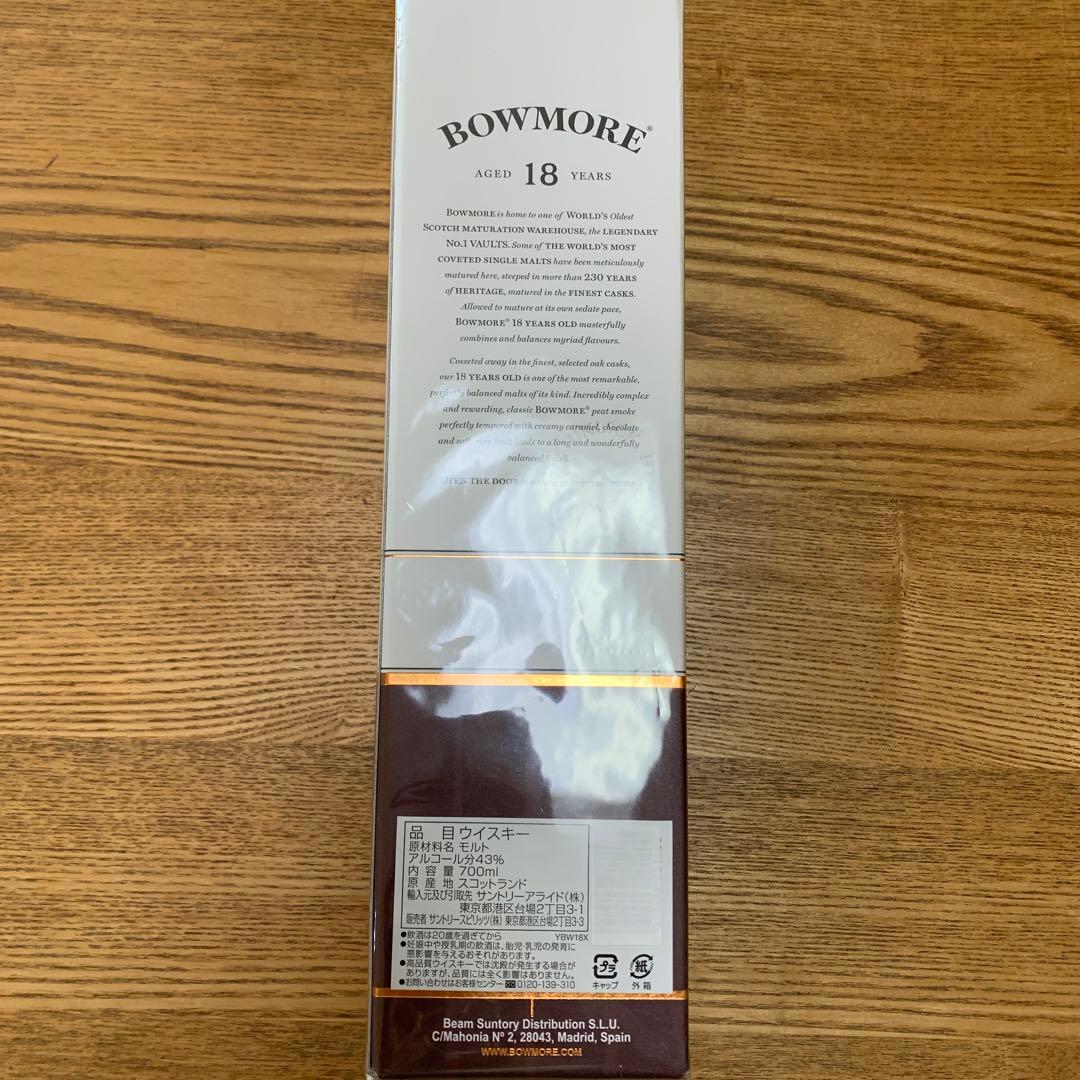 BOWMORE®
AGED 18 YEARS
BOWMORE is home to one of WORLD'S Oldest
SCOTCH MATURATION WAREHOUSE, the LEGENDARY
No.1 VAULTS. Some of THE WORLD'S MOST
COVETED SINGLE MALTS have been meticulously
matured here, steeped in more than 230 YEARS
of HERITAGE, matured in the FINEST CASKS.
Allowed to mature at its own sedate pace,
BOWMORE® 18 YEARS OLD masterfully
combines and balances myriad flavours.
Cosseted away in the finest, selected oak casks,
our 18 YEARS OLD is one of the most remarkable,
perfectly balanced malts of its kind. Incredibly complex
and rewarding, classic BOWMORE® peat smoke
perfectly tempered with creamy caramel, chocolate
and soft ripe fruit leads to a long and wonderfully
balanced finish.
OPEN THE DOOR
品目 ウイスキー
原材料名 モルト
アルコール分43%
内容量 700ml
原産地 スコットランド
輸入元及び引取先 サントリーアライド(株)
東京都港区台場2丁目3-1
販売者 サントリースピリッツ(株) 東京都港区台場2丁目3-3
●飲酒は20歳を過ぎてから YBW18X
●妊娠中や授乳期の飲酒は、胎児・乳児の発育に
悪影響を与えるおそれがあります。
●高品質ウイスキーでは沈殿が発生する場合が
ありますが、品質には全く影響はありません。
●お問い合わせはお客様センター 0120-139-310
プラ
キャップ
紙
外箱
Beam Suntory Distribution S.L.U.
C/Mahonia Nº 2, 28043, Madrid, Spain
WWW.BOWMORE.COM